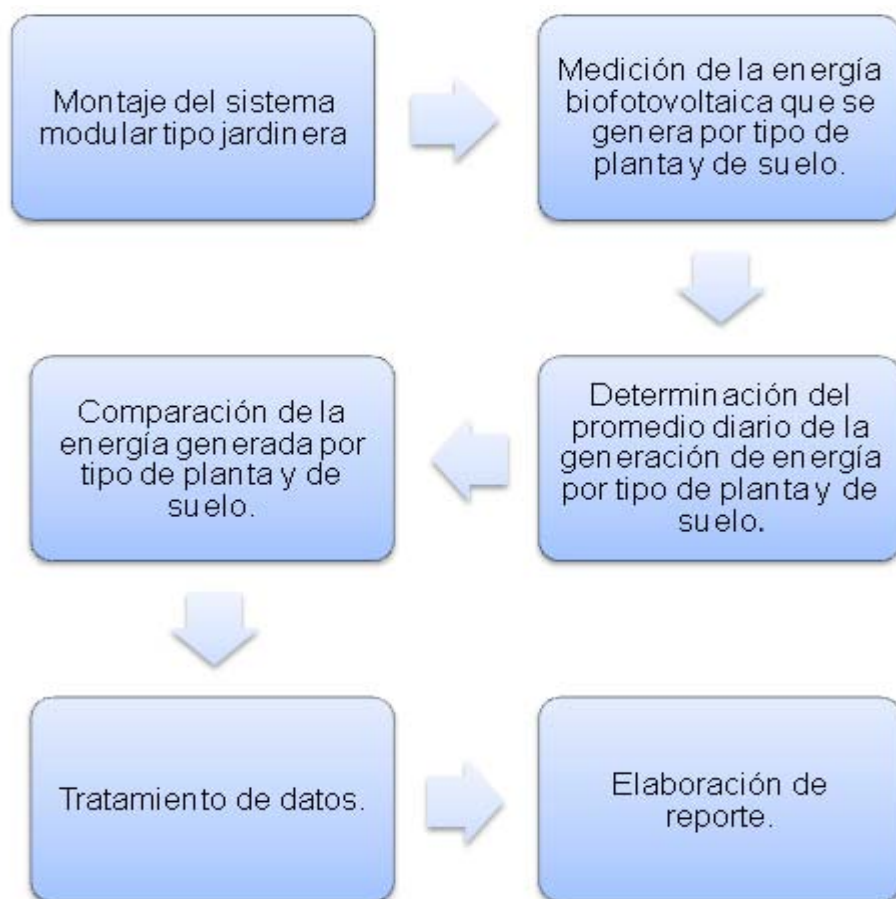 Montaje del sistema
modular tipo jardinera
Medición de la energía
biofotovoltaica que se
genera por tipo de
planta y de suelo.
Determinación del
promedio diario de la
generación de energía
por tipo de planta y de
suelo.
Comparación de la
energía generada por
tipo de planta y de
suelo.
Tratamiento de datos.
Elaboración de
reporte.